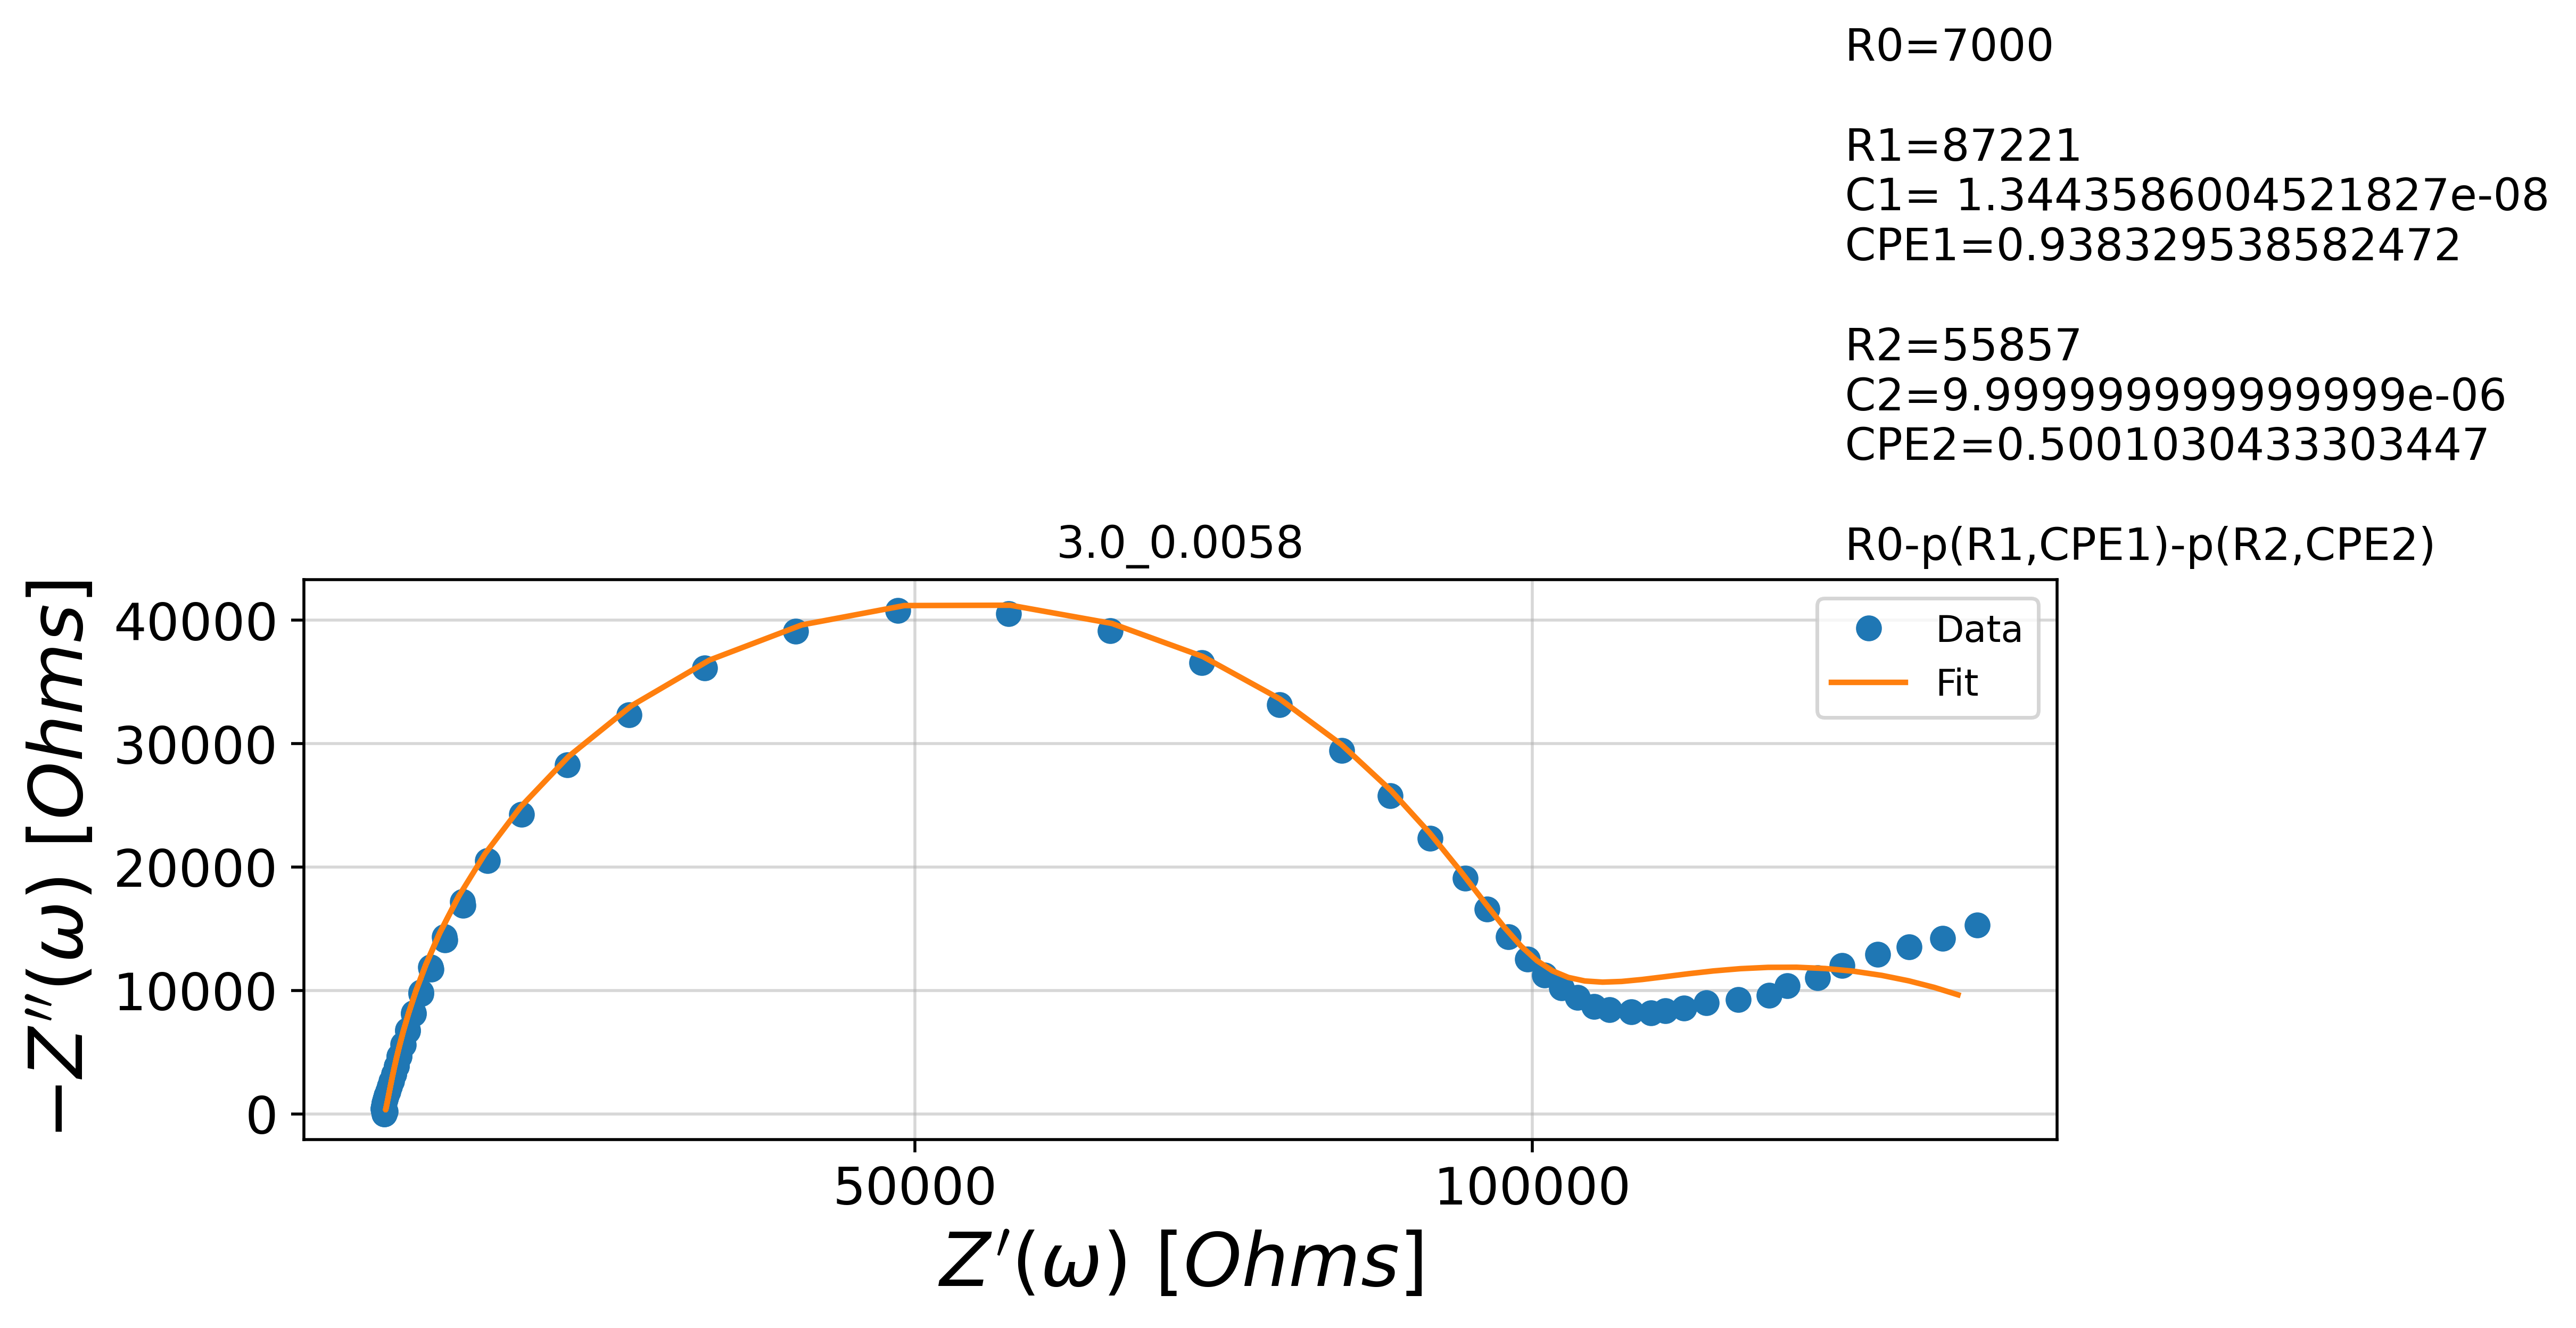 R0=7000
R1=87221
C1= 1.3443586004521827e-08
CPE1=0.938329538582472
R2=55857
C2=9.999999999999999e-06
CPE2=0.5001030433303447
R0-p(R1,CPE1)-p(R2,CPE2)
3.0_0.0058
−Z′′(ω) [Ohms]
40000
30000
20000
10000
0
Data
Fit
50000
100000
Z′(ω) [Ohms]